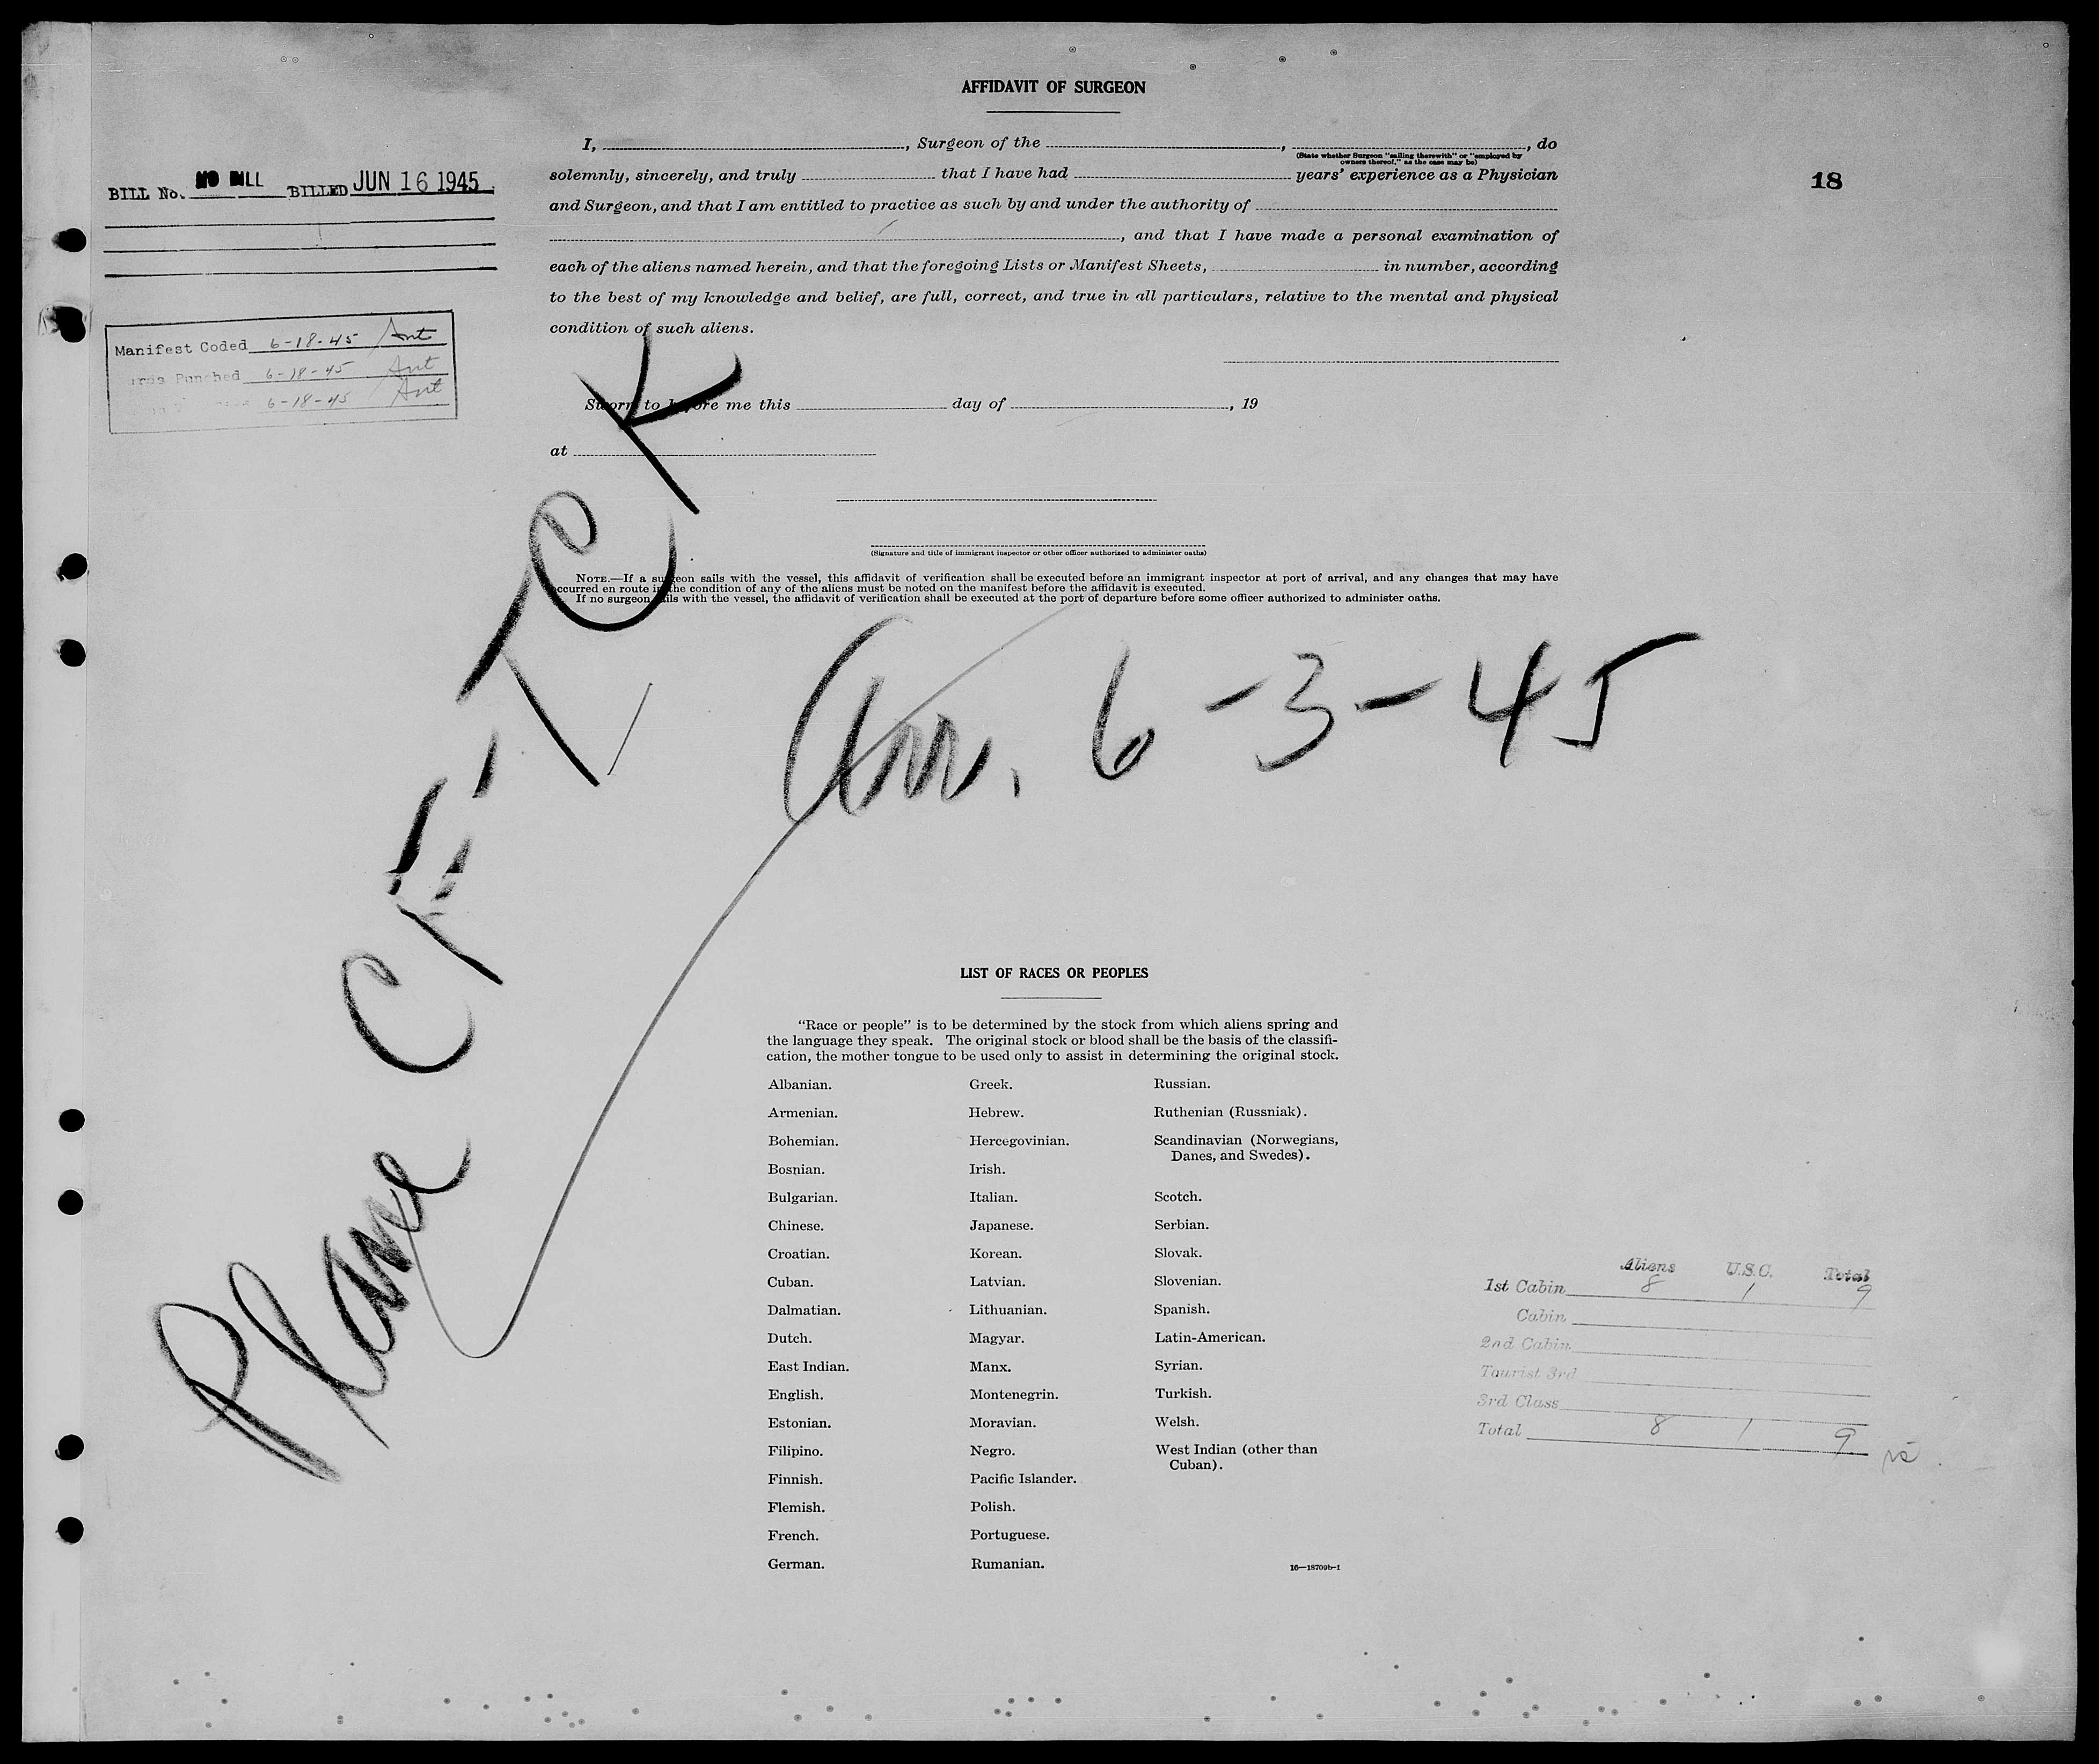 AFFIDAVIT OF SURGEON
I, , Surgeon of the , , do
(State whether Surgeon "sailing therewith" or "employed by
owners thereof," as the case may be)
solemnly, sincerely, and truly that I have had years' experience as a Physician
and Surgeon, and that I am entitled to practice as such by and under the authority of
, and that I have made a personal examination of
each of the aliens named herein, and that the foregoing Lists or Manifest Sheets, in number, according
to the best of my knowledge and belief, are full, correct, and true in all particulars, relative to the mental and physical
condition of such aliens.
Sworn to before me this day of , 19
at
(Signature and title of immigrant inspector or other officer authorized to administer oaths)
NOTE.—If a surgeon sails with the vessel, this affidavit of verification shall be executed before an immigrant inspector at port of arrival, and any changes that may have
occurred en route in the condition of any of the aliens must be noted on the manifest before the affidavit is executed.
If no surgeon sails with the vessel, the affidavit of verification shall be executed at the port of departure before some officer authorized to administer oaths.
BILL No. NO BILL BILLED JUN 16 1945
18
Manifest Coded 6-18-45 Ant
Punched 6-18-45 Ant
6-18-45 Ant
Plane CF-TCK
Arr. 6-3-45
LIST OF RACES OR PEOPLES
"Race or people" is to be determined by the stock from which aliens spring and
the language they speak. The original stock or blood shall be the basis of the classifi-
cation, the mother tongue to be used only to assist in determining the original stock.
Albanian. Greek. Russian.
Armenian. Hebrew. Ruthenian (Russniak).
Bohemian. Hercegovinian. Scandinavian (Norwegians,
Danes, and Swedes).
Bosnian. Irish.
Bulgarian. Italian. Scotch.
Chinese. Japanese. Serbian.
Croatian. Korean. Slovak.
Cuban. Latvian. Slovenian.
Dalmatian. Lithuanian. Spanish.
Dutch. Magyar. Latin-American.
East Indian. Manx. Syrian.
English. Montenegrin. Turkish.
Estonian. Moravian. Welsh.
Filipino. Negro. West Indian (other than
Cuban).
Finnish. Pacific Islander.
Flemish. Polish.
French. Portuguese.
German. Rumanian.
16—18709b-1
Aliens U.S.C. Total
1st Cabin 8 1 9
Cabin
2nd Cabin
Tourist 3rd
3rd Class
Total 8 1 9